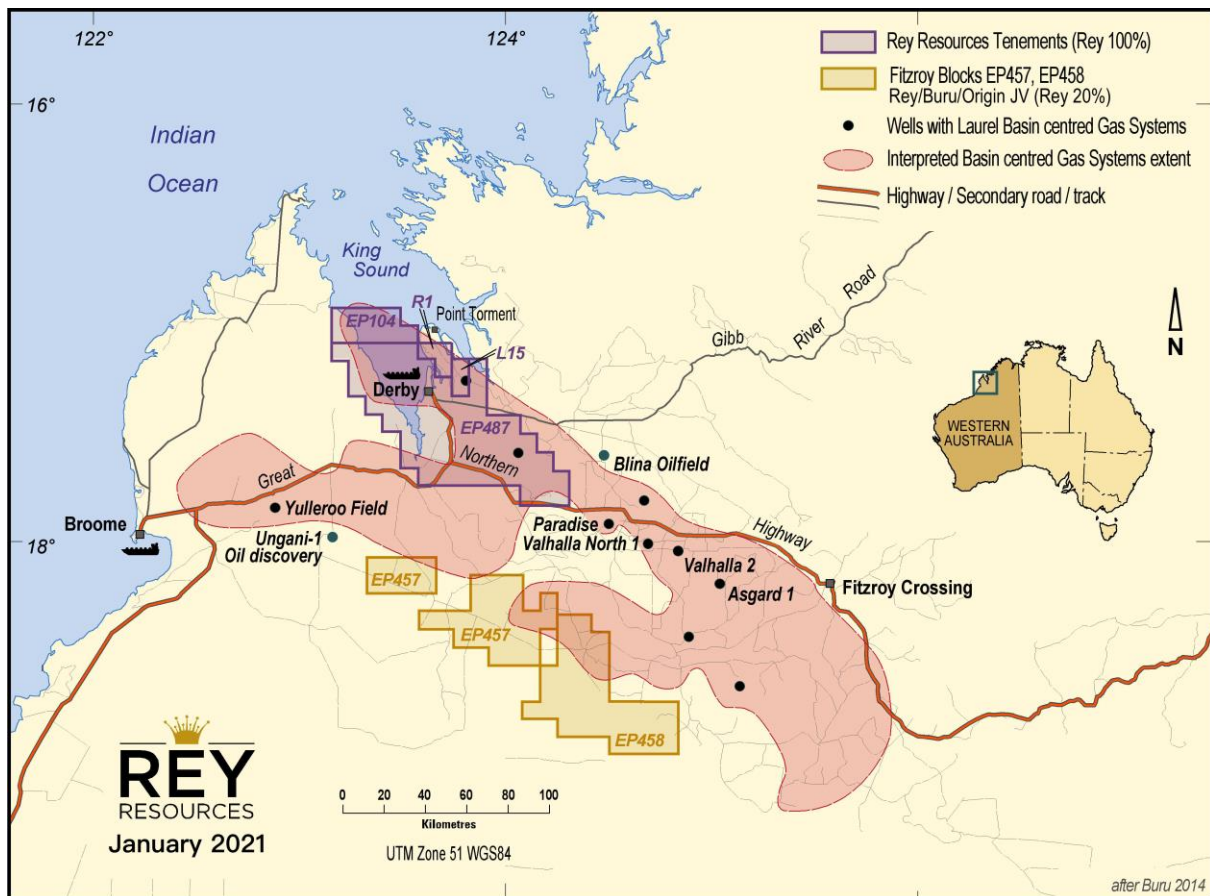 122°
124°
16°
18°
Rey Resources Tenements (Rey 100%)
Fitzroy Blocks EP457, EP458
Rey/Buru/Origin JV (Rey 20%)
Wells with Laurel Basin centred Gas Systems
Interpreted Basin centred Gas Systems extent
Highway / Secondary road / track
Indian
Ocean
King
Sound
R1
Point Torment
EP104
L15
Gibb
River
Road
Derby
N
EP487
WESTERN
AUSTRALIA
Great
Northern
Highway
Blina Oilfield
Yulleroo Field
Broome
Ungani-1
Oil discovery
Paradise
Valhalla North 1
Valhalla 2
Asgard 1
Fitzroy Crossing
EP457
EP457
EP458
REY
RESOURCES
January 2021
0 20 40 60 80 100
Kilometres
UTM Zone 51 WGS84
after Buru 2014